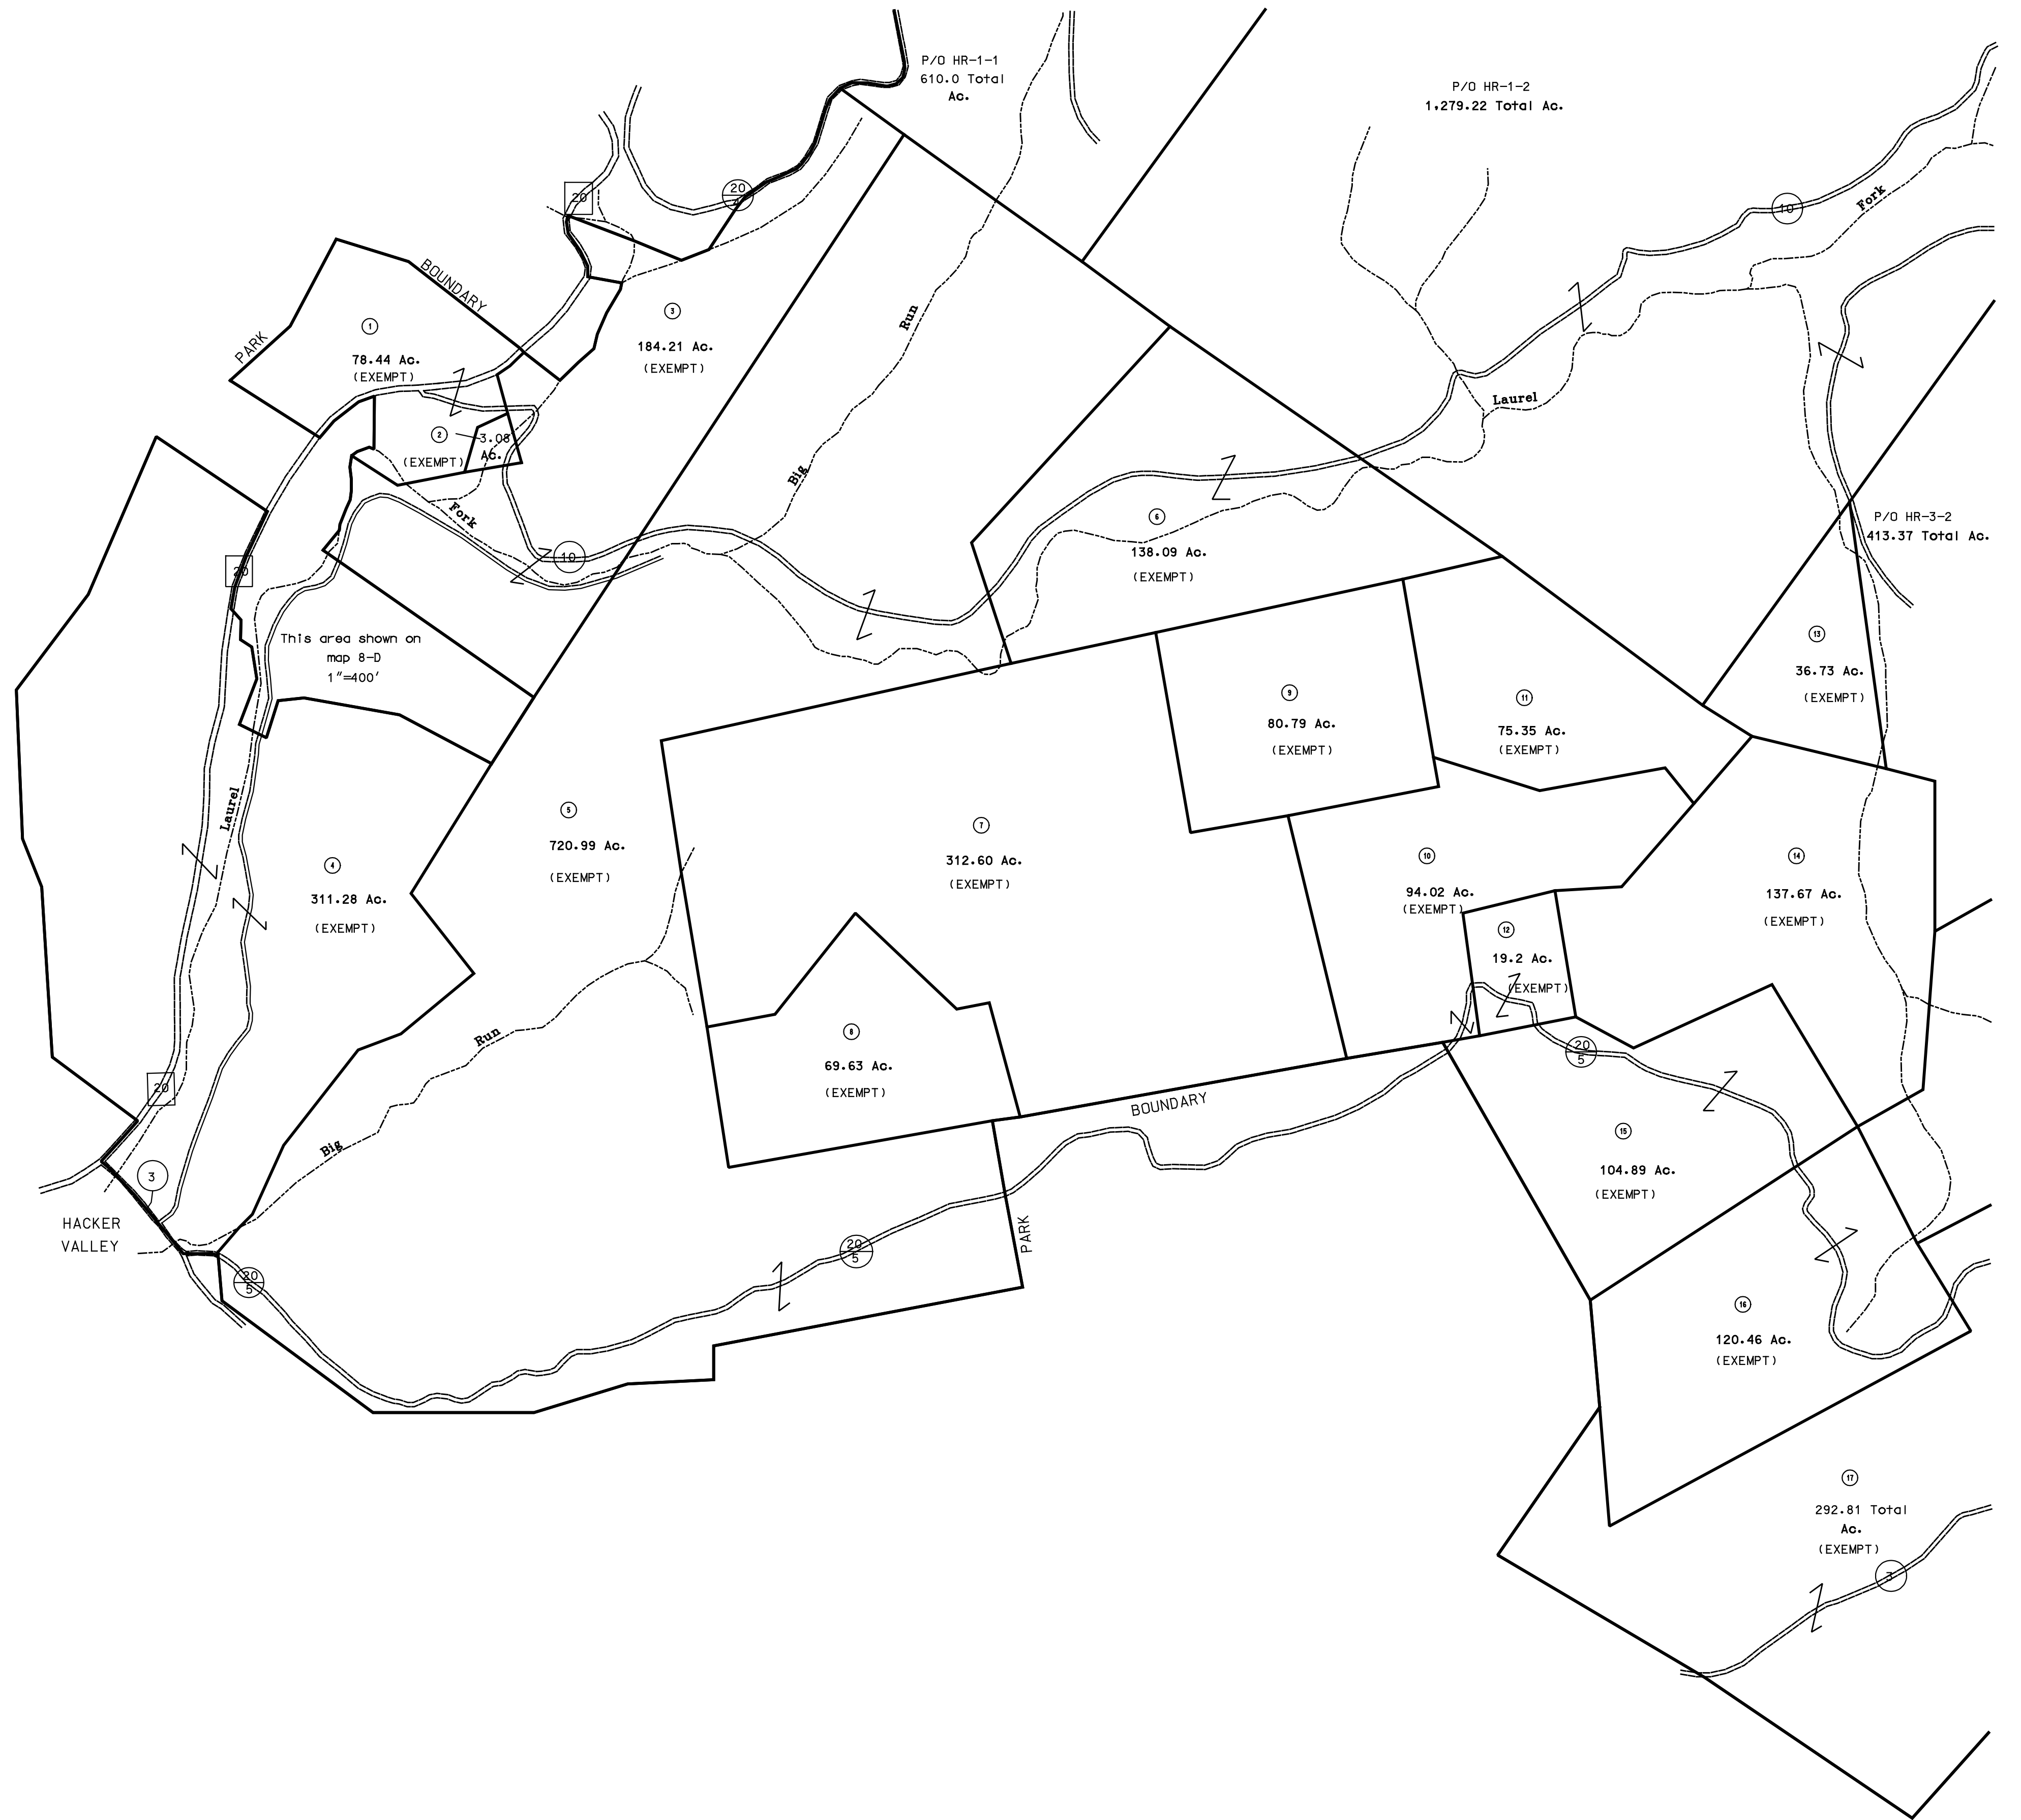 P/O HR-1-1
610.0 Total
Ac.
P/O HR-1-2
1,279.22 Total Ac.
20
20
4
10
Fork
BOUNDARY
PARK
1
78.44 Ac.
(EXEMPT)
3
184.21 Ac.
(EXEMPT)
Run
Big
Laurel
2
3.08
Ac.
(EXEMPT)
Fork
10
20
6
138.09 Ac.
(EXEMPT)
P/O HR-3-2
413.37 Total Ac.
This area shown on
map 8-D
1"=400'
13
36.73 Ac.
(EXEMPT)
9
80.79 Ac.
(EXEMPT)
11
75.35 Ac.
(EXEMPT)
Laurel
5
720.99 Ac.
(EXEMPT)
7
312.60 Ac.
(EXEMPT)
4
311.28 Ac.
(EXEMPT)
10
94.02 Ac.
(EXEMPT)
14
137.67 Ac.
(EXEMPT)
12
19.2 Ac.
(EXEMPT)
Run
Big
8
69.63 Ac.
(EXEMPT)
20
5
20
BOUNDARY
15
104.89 Ac.
(EXEMPT)
3
HACKER
VALLEY
PARK
20
5
20
5
16
120.46 Ac.
(EXEMPT)
17
292.81 Total
Ac.
(EXEMPT)
3